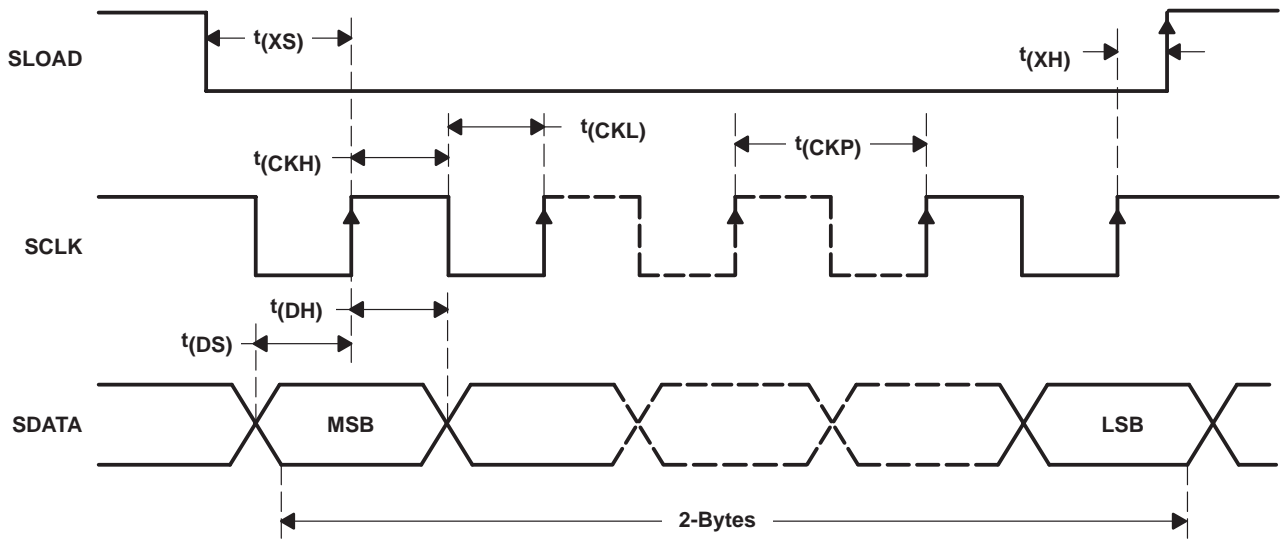 t(XS)
SLOAD
t(XH)
t(CKL)
t(CKH)
t(CKP)
SCLK
t(DH)
t(DS)
SDATA
MSB
LSB
2-Bytes